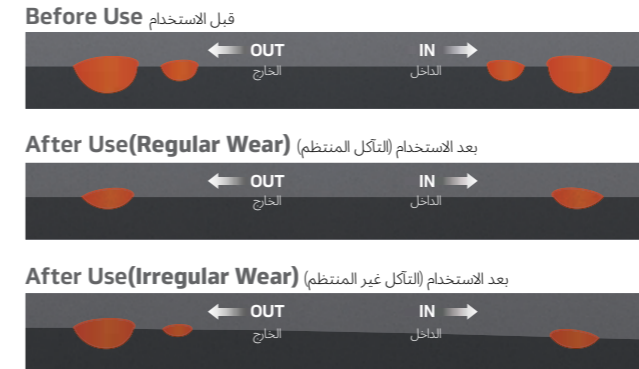 Before Use قبل الاستخدام
OUT IN
الخارج الداخل
After Use(Regular Wear) بعد الاستخدام (التآكل المنتظم)
OUT IN
الخارج الداخل
After Use(Irregular Wear) بعد الاستخدام (التآكل غير المنتظم)
OUT IN
الخارج الداخل